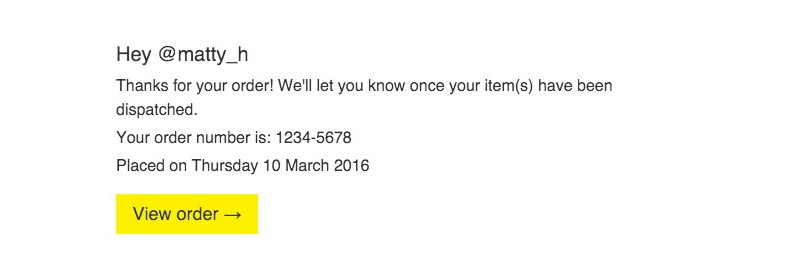 Hey @matty_h
Thanks for your order! We'll let you know once your item(s) have been
dispatched.
Your order number is: 1234-5678
Placed on Thursday 10 March 2016
View order →